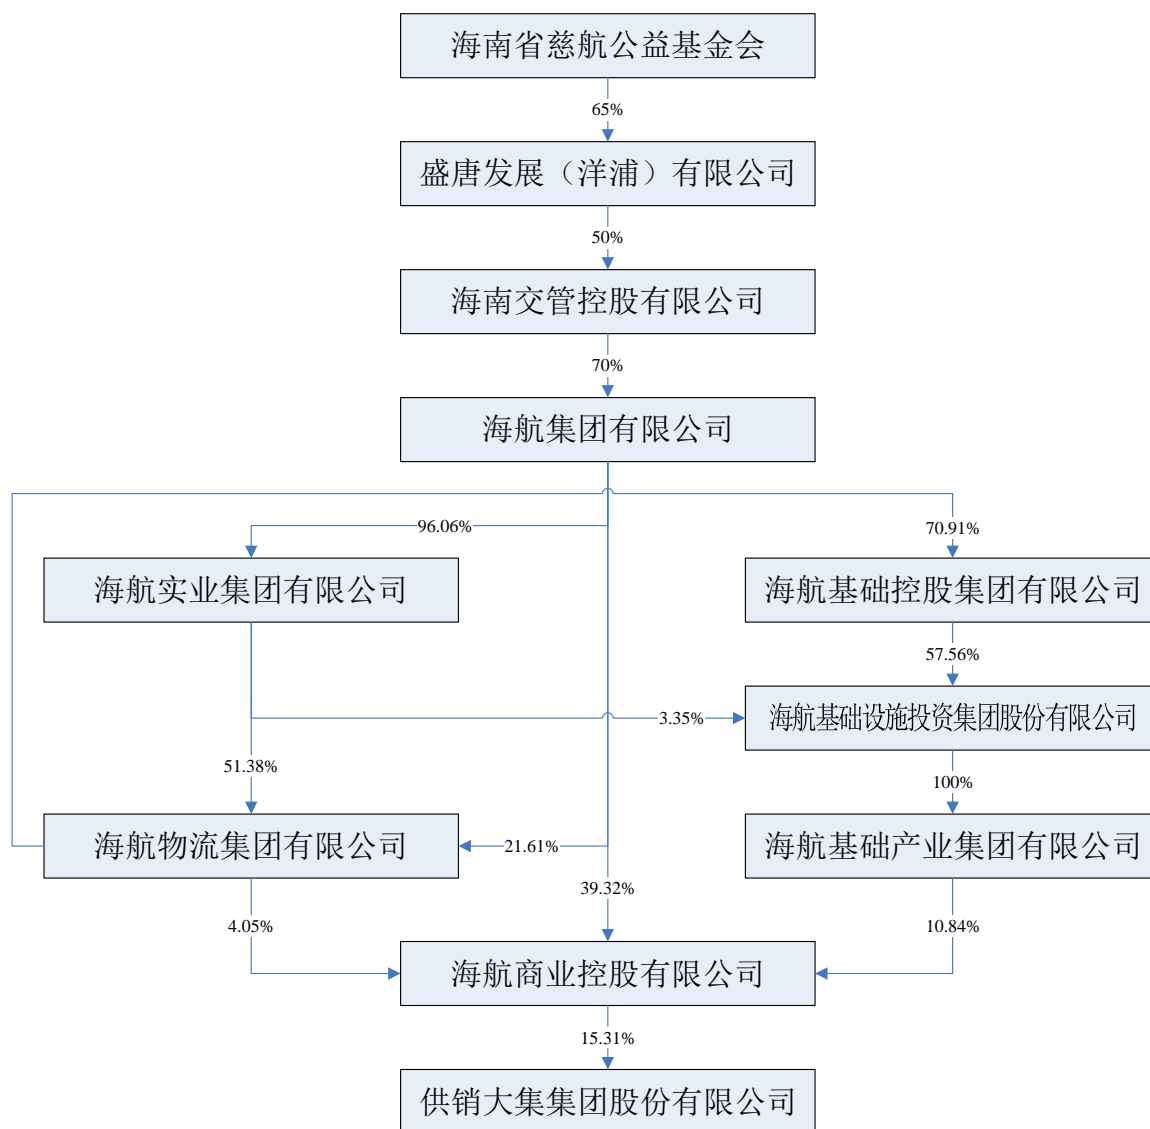 海南省慈航公益基金会
65%
盛唐发展（洋浦）有限公司
50%
海南交管控股有限公司
70%
海航集团有限公司
96.06%
70.91%
海航实业集团有限公司
海航基础控股集团有限公司
57.56%
3.35%
海航基础设施投资集团股份有限公司
51.38%
100%
海航物流集团有限公司
21.61%
海航基础产业集团有限公司
39.32%
4.05%
10.84%
海航商业控股有限公司
15.31%
供销大集集团股份有限公司